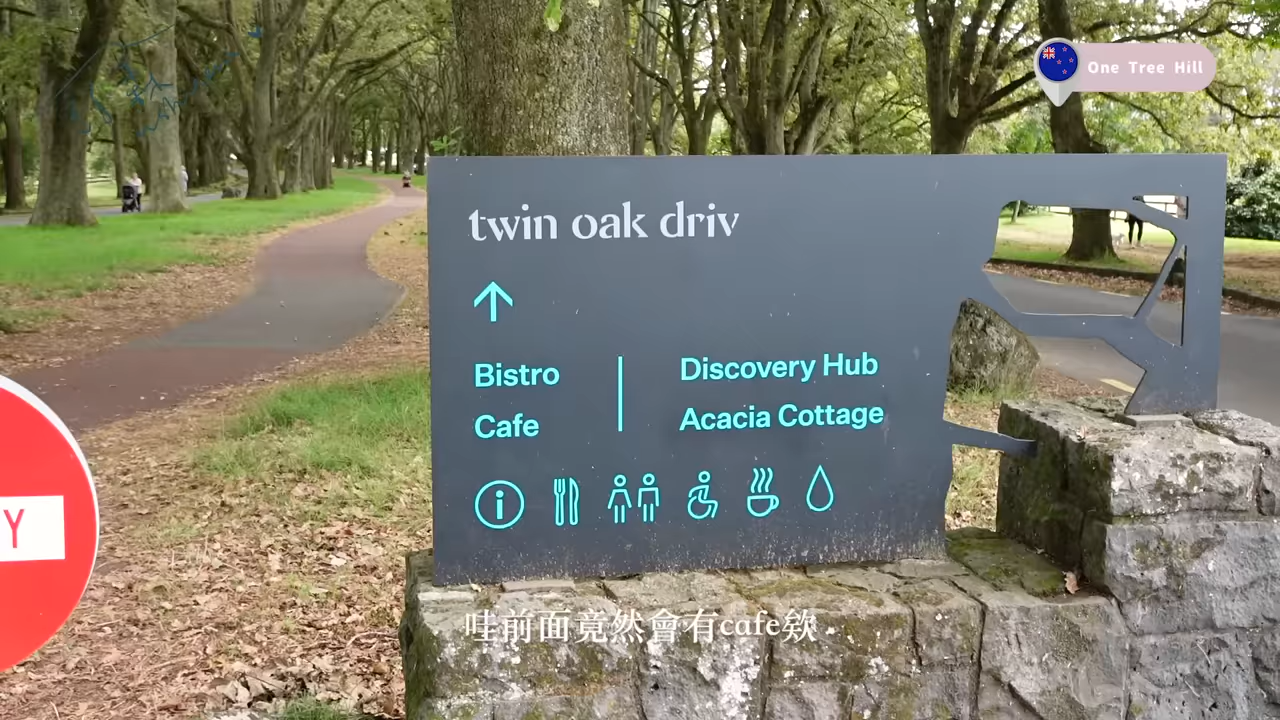 One Tree Hill
twin oak driv
Bistro
Cafe
Discovery Hub
Acacia Cottage
Y
哇前面竟然會有cafe欸